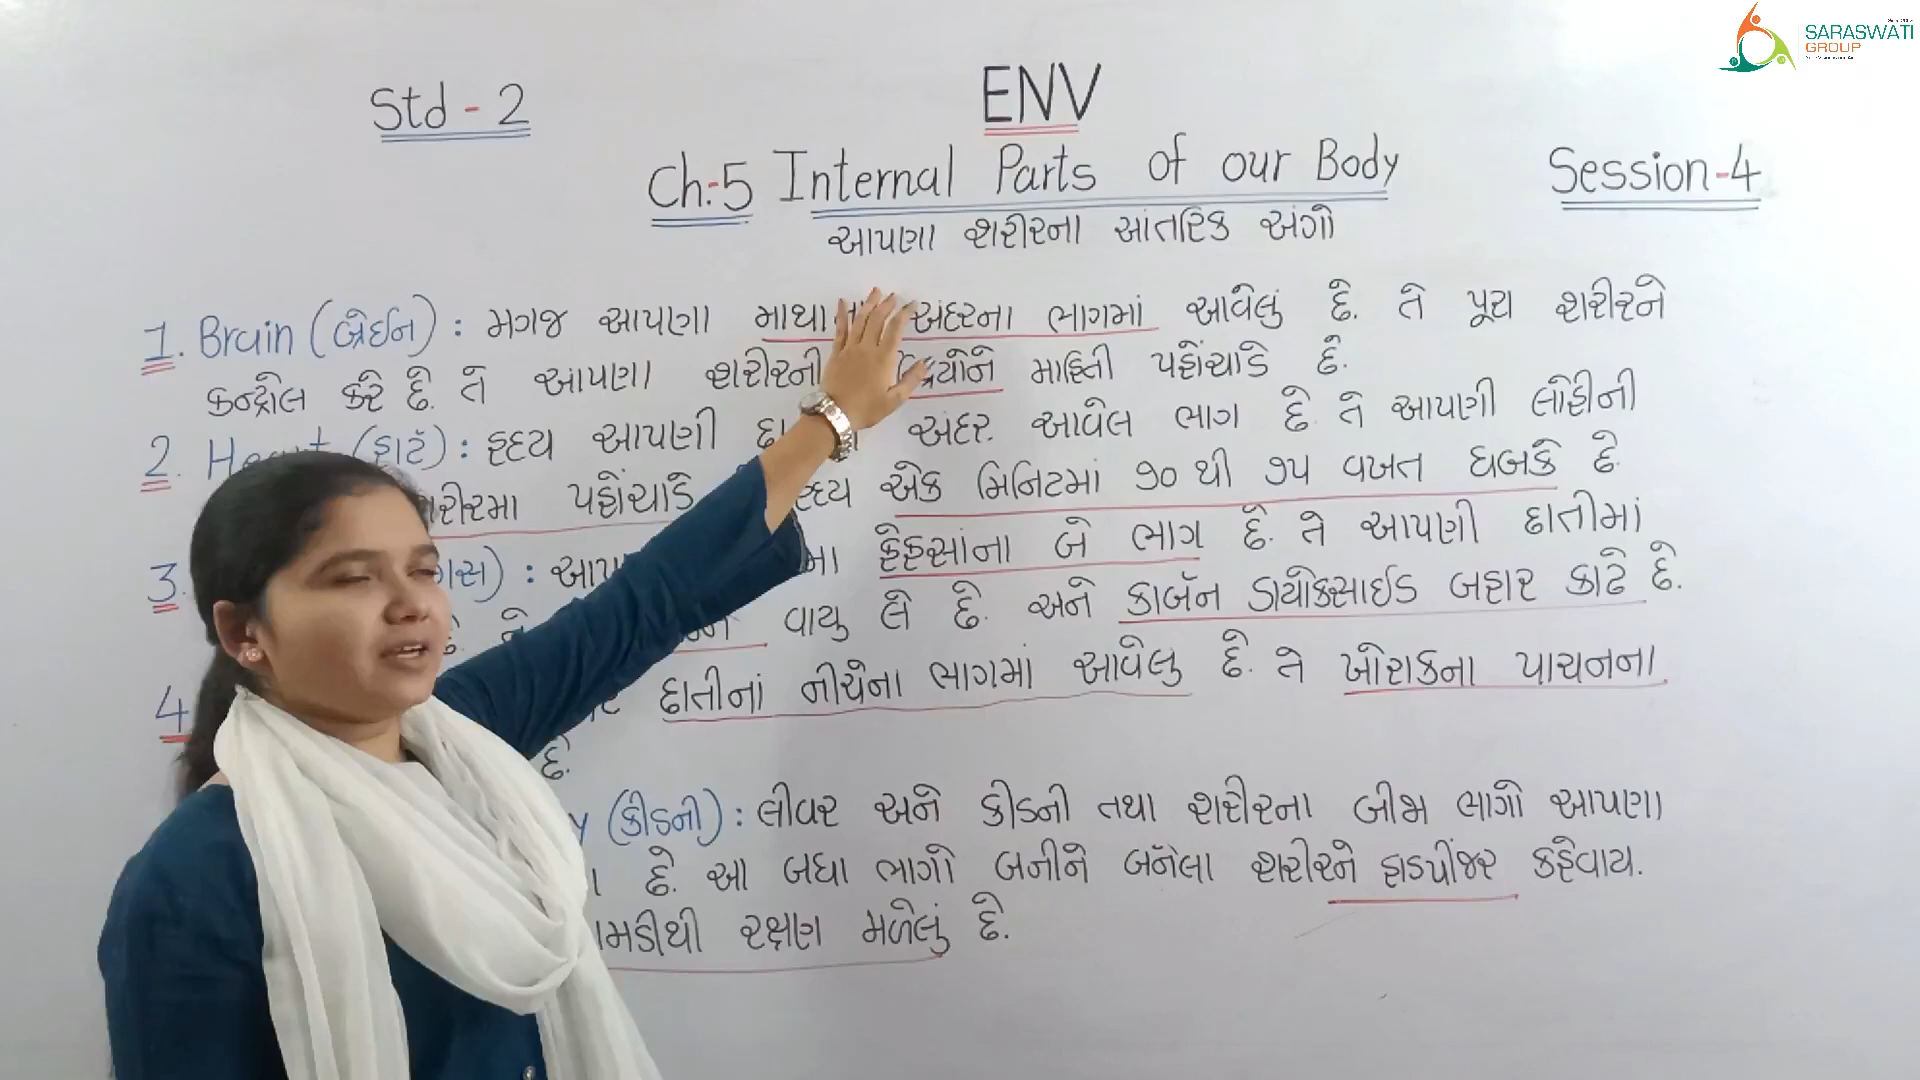 SARASWATI
GROUP
Std - 2
ENV
Ch:-5 Internal Parts of our Body
Session-4
આપણા શરીરના આંતરિક અંગો
1. Brain (બ્રેઈન) : મગજ આપણા માથાના અંદરના ભાગમાં આવેલું છે. તે પૂરા શરીરને
કન્ટ્રોલ કરે છે. તે આપણા શરીરની માહિતી પહોંચાડે છે.
2. (હાર્ટ) : હૃદય આપણી અંદર આવેલ ભાગ છે. તે આપણી લોહીની
પહોંચાડે એક મિનિટમાં ૭૦ થી ૭૫ વખત ધબકે છે.
3. ફેફસાંના બે ભાગ છે. તે આપણી છાતીમાં
વાયુ લે છે. અને કાર્બન ડાયોક્સાઈડ બહાર કાઢે છે.
4 છાતીનાં નીચેના ભાગમાં આવેલુ છે. તે ખોરાકના પાચનના
છે.
(કીડની) : લીવર અને કીડની તથા શરીરના બીજા ભાગો આપણા
છે. આ બધા ભાગો બનીને બનેલા શરીરને હાડપીંજર કહેવાય.
રક્ષણ મળેલું છે.